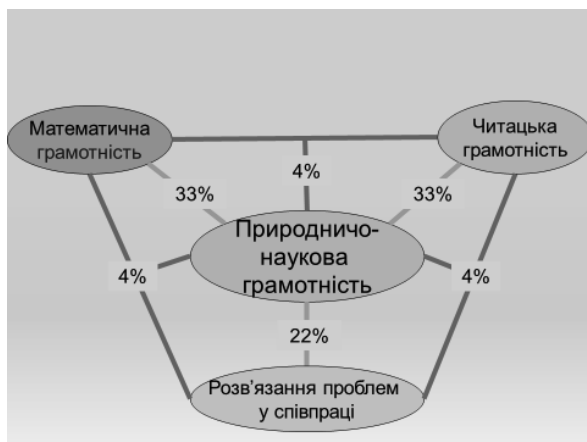 Математична
грамотність
Читацька
грамотність
4%
33%
33%
Природничо-
наукова
грамотність
4%
4%
22%
Розв'язання проблем
у співпраці